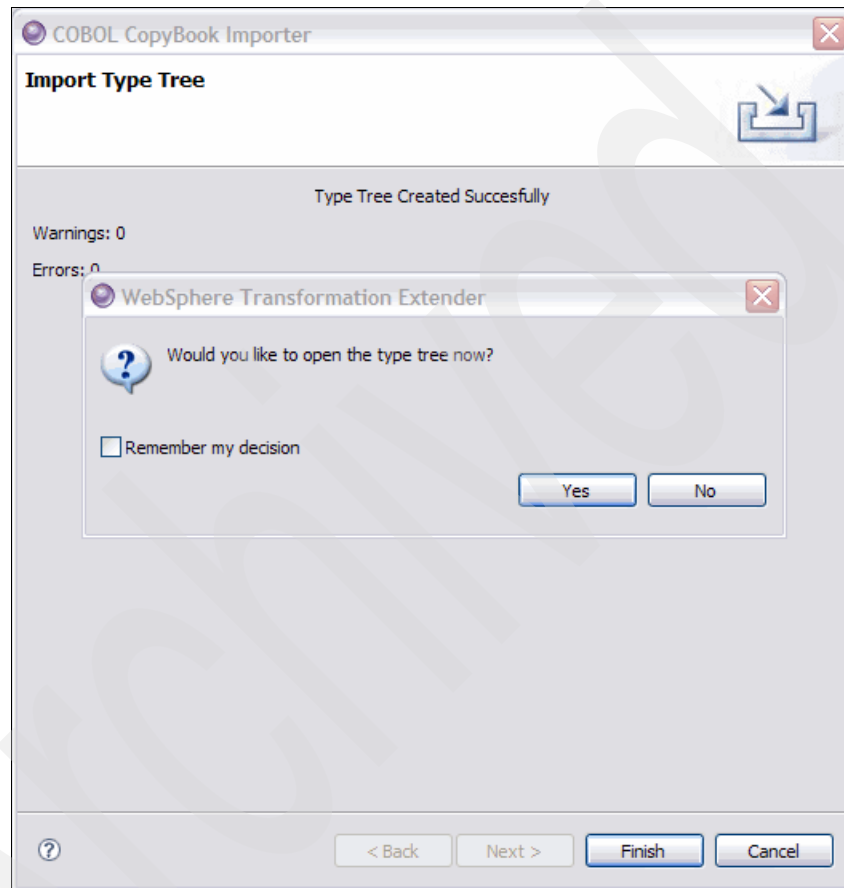 COBOL CopyBook Importer
Import Type Tree
Type Tree Created Succesfully
Warnings: 0
Errors: 0
WebSphere Transformation Extender
Would you like to open the type tree now?
Remember my decision
Yes No
< Back Next > Finish Cancel
Archived